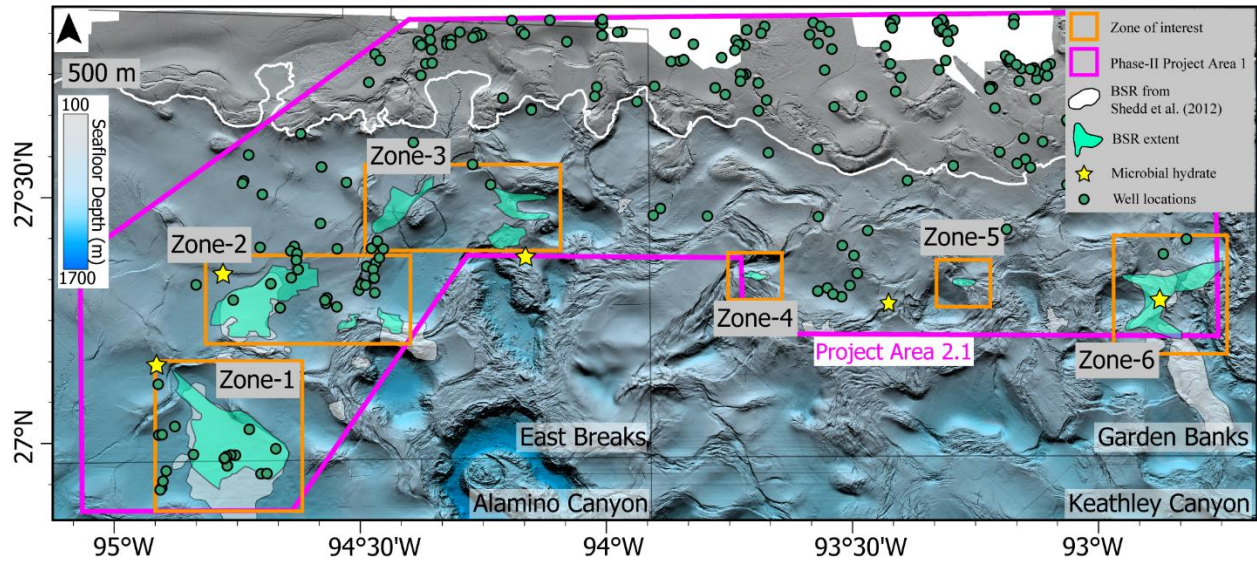 500 m
100
Seafloor Depth (m)
1700
Zone of interest
Phase-II Project Area 1
BSR from
Shedd et al. (2012)
BSR extent
Microbial hydrate
Well locations
27°30'N
27°N
Zone-3
Zone-2
Zone-5
Zone-4
Project Area 2.1
Zone-6
Zone-1
East Breaks
Garden Banks
Alamino Canyon
Keathley Canyon
95°W
94°30'W
94°W
93°30'W
93°W